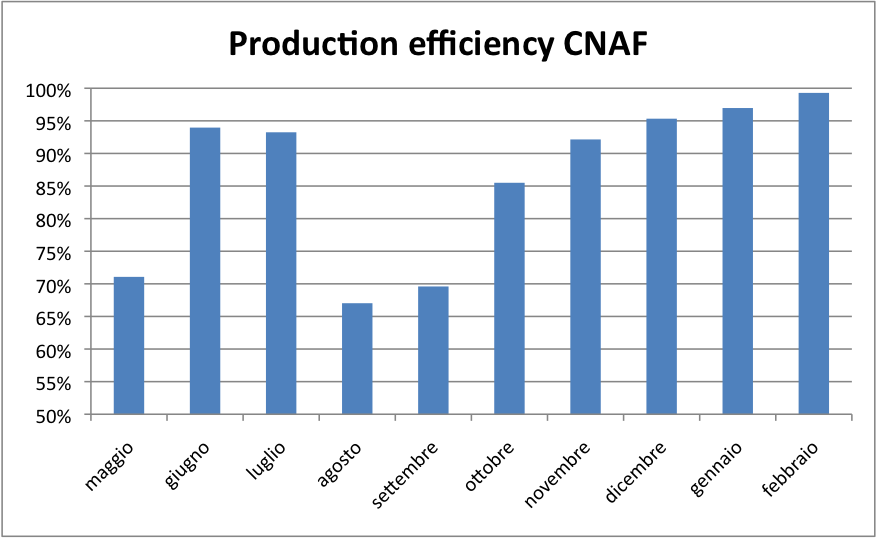 Production efficiency CNAF
100%
95%
90%
85%
80%
75%
70%
65%
60%
55%
50%
maggio
giugno
luglio
agosto
settembre
ottobre
novembre
dicembre
gennaio
febbraio